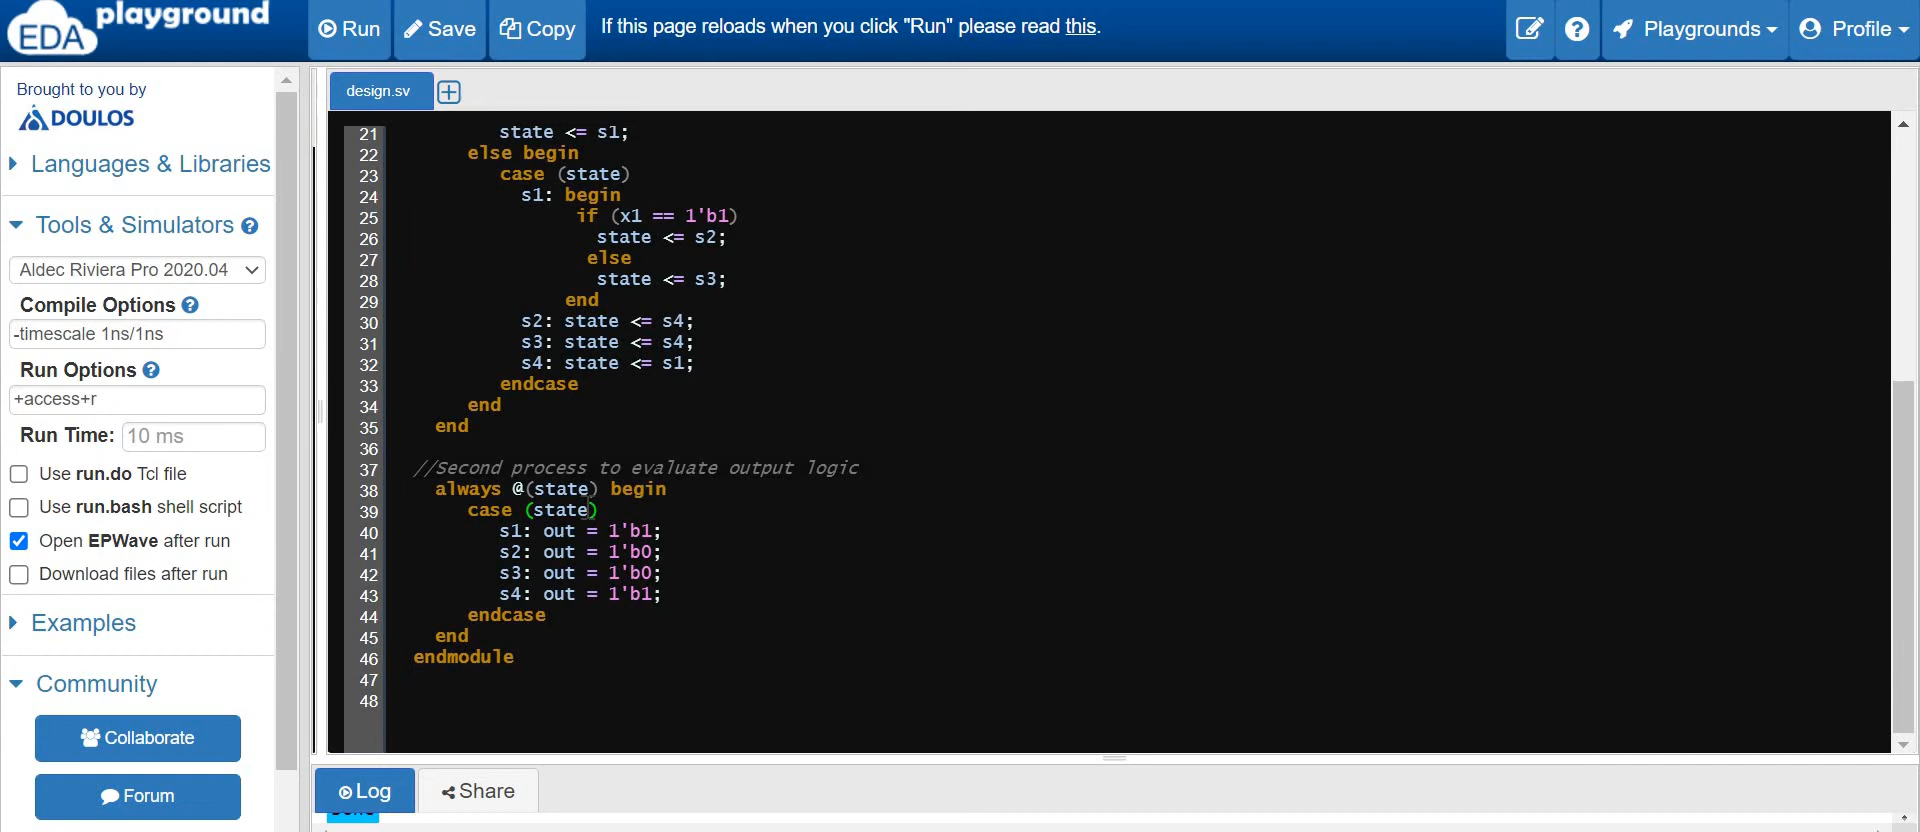 EDA playground
Run
Save
Copy
If this page reloads when you click "Run" please read this.
Playgrounds
Profile
Brought to you by
DOULOS
Languages & Libraries
Tools & Simulators
Aldec Riviera Pro 2020.04
Compile Options
-timescale 1ns/1ns
Run Options
+access+r
Run Time: 10 ms
Use run.do Tcl file
Use run.bash shell script
Open EPWave after run
Download files after run
Examples
Community
Collaborate
Forum
design.sv
21 state <= s1;
22 else begin
23 case (state)
24 s1: begin
25 if (x1 == 1'b1)
26 state <= s2;
27 else
28 state <= s3;
29 end
30 s2: state <= s4;
31 s3: state <= s4;
32 s4: state <= s1;
33 endcase
34 end
35 end
36
37 //Second process to evaluate output logic
38 always @(state) begin
39 case (state)
40 s1: out = 1'b1;
41 s2: out = 1'b0;
42 s3: out = 1'b0;
43 s4: out = 1'b1;
44 endcase
45 end
46 endmodule
47
48
Log
Share